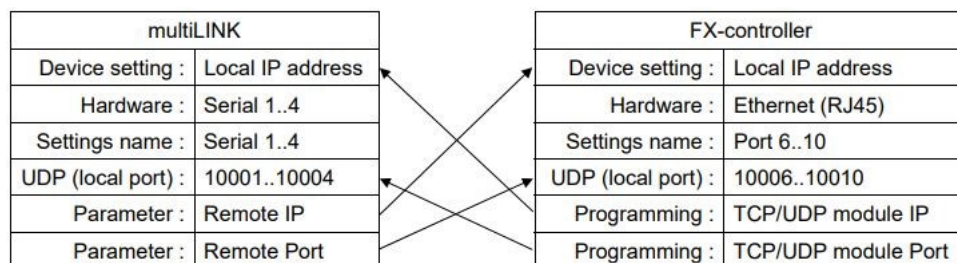 multiLINK
Device setting : Local IP address
Hardware : Serial 1..4
Settings name : Serial 1..4
UDP (local port) : 10001..10004
Parameter : Remote IP
Parameter : Remote Port
FX-controller
Device setting : Local IP address
Hardware : Ethernet (RJ45)
Settings name : Port 6..10
UDP (local port) : 10006..10010
Programming : TCP/UDP module IP
Programming : TCP/UDP module Port